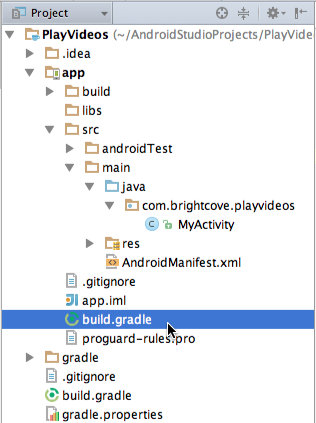 Project
PlayVideos (~/AndroidStudioProjects/PlayVide
.idea
app
build
libs
src
androidTest
main
java
com.brightcove.playvideos
MyActivity
res
AndroidManifest.xml
.gitignore
app.iml
build.gradle
proguard-rules.pro
gradle
.gitignore
build.gradle
gradle.properties